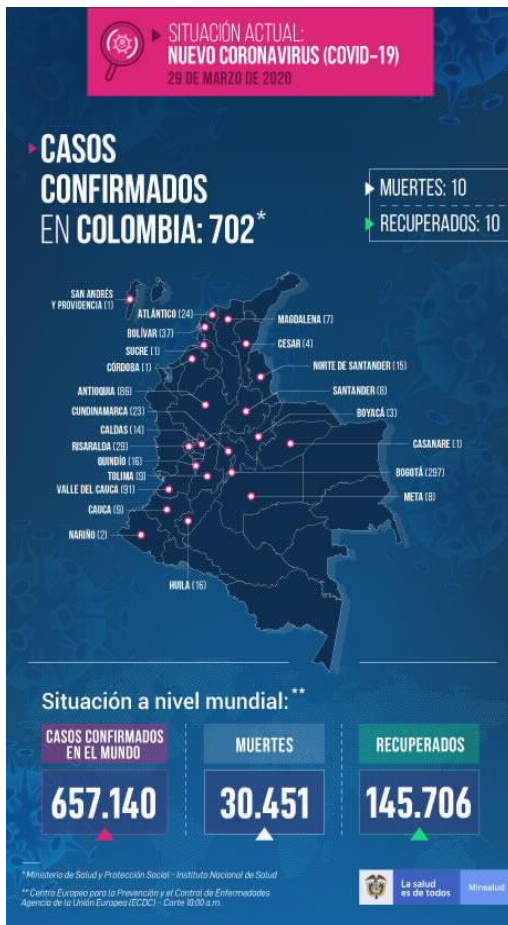 SITUACIÓN ACTUAL:
NUEVO CORONAVIRUS (COVID-19)
29 DE MARZO DE 2020
CASOS
CONFIRMADOS
EN COLOMBIA: 702*
MUERTES: 10
RECUPERADOS: 10
SAN ANDRÉS
Y PROVIDENCIA (1)
ATLÁNTICO (24)
MAGDALENA (7)
BOLÍVAR (37)
SUCRE (1)
CESAR (4)
CÓRDOBA (1)
NORTE DE SANTANDER (15)
ANTIOQUIA (86)
SANTANDER (8)
CUNDINAMARCA (23)
BOYACÁ (3)
CALDAS (14)
RISARALDA (29)
CASANARE (1)
QUINDÍO (16)
TOLIMA (9)
BOGOTÁ (297)
VALLE DEL CAUCA (91)
META (8)
CAUCA (9)
NARIÑO (2)
HUILA (16)
Situación a nivel mundial:**
CASOS CONFIRMADOS
EN EL MUNDO
657.140
MUERTES
30.451
RECUPERADOS
145.706
* Ministerio de Salud y Protección Social - Instituto Nacional de Salud
** Centro Europeo para la Prevención y el Control de Enfermedades
Agencia de la Unión Europea (ECDC) - Corte 10:00 a.m.
La salud
es de todos
Minsalud